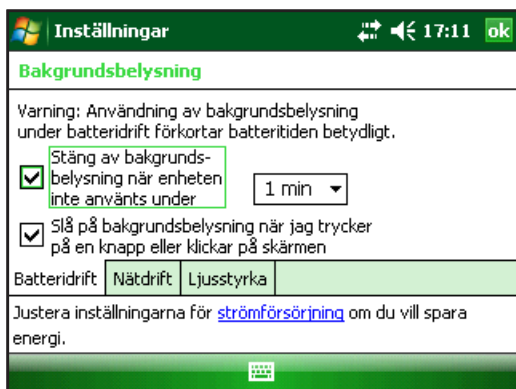 Inställningar 17:11 ok
Bakgrundsbelysning
Varning: Användning av bakgrundsbelysning
under batteridrift förkortar batteritiden betydligt.
Stäng av bakgrunds-
belysning när enheten
inte använts under
1 min
Slå på bakgrundsbelysning när jag trycker
på en knapp eller klickar på skärmen
Batteridrift Nätdrift Ljusstyrka
Justera inställningarna för strömförsörjning om du vill spara
energi.